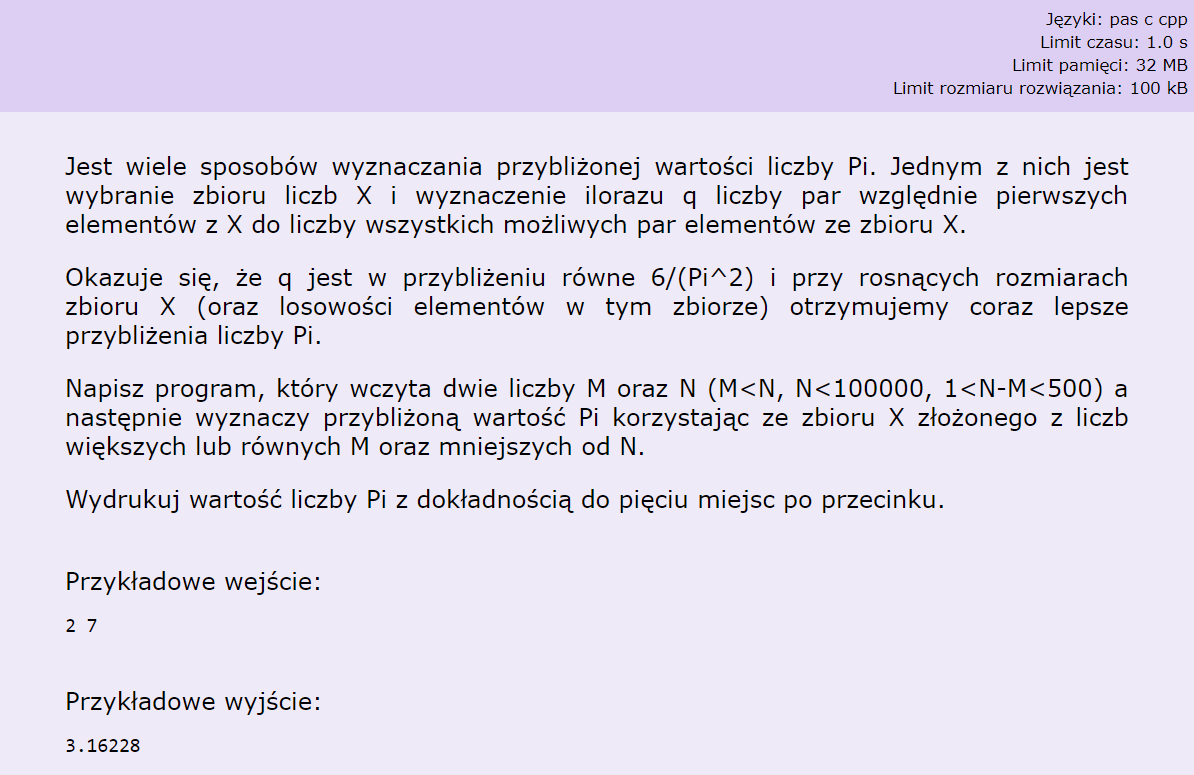 Języki: pas c cpp
Limit czasu: 1.0 s
Limit pamięci: 32 MB
Limit rozmiaru rozwiązania: 100 kB
Jest wiele sposobów wyznaczania przybliżonej wartości liczby Pi. Jednym z nich jest
wybranie zbioru liczb X i wyznaczenie ilorazu q liczby par względnie pierwszych
elementów z X do liczby wszystkich możliwych par elementów ze zbioru X.
Okazuje się, że q jest w przybliżeniu równe 6/(Pi^2) i przy rosnących rozmiarach
zbioru X (oraz losowości elementów w tym zbiorze) otrzymujemy coraz lepsze
przybliżenia liczby Pi.
Napisz program, który wczyta dwie liczby M oraz N (M<N, N<100000, 1<N-M<500) a
następnie wyznaczy przybliżoną wartość Pi korzystając ze zbioru X złożonego z liczb
większych lub równych M oraz mniejszych od N.
Wydrukuj wartość liczby Pi z dokładnością do pięciu miejsc po przecinku.
Przykładowe wejście:
2 7
Przykładowe wyjście:
3.16228